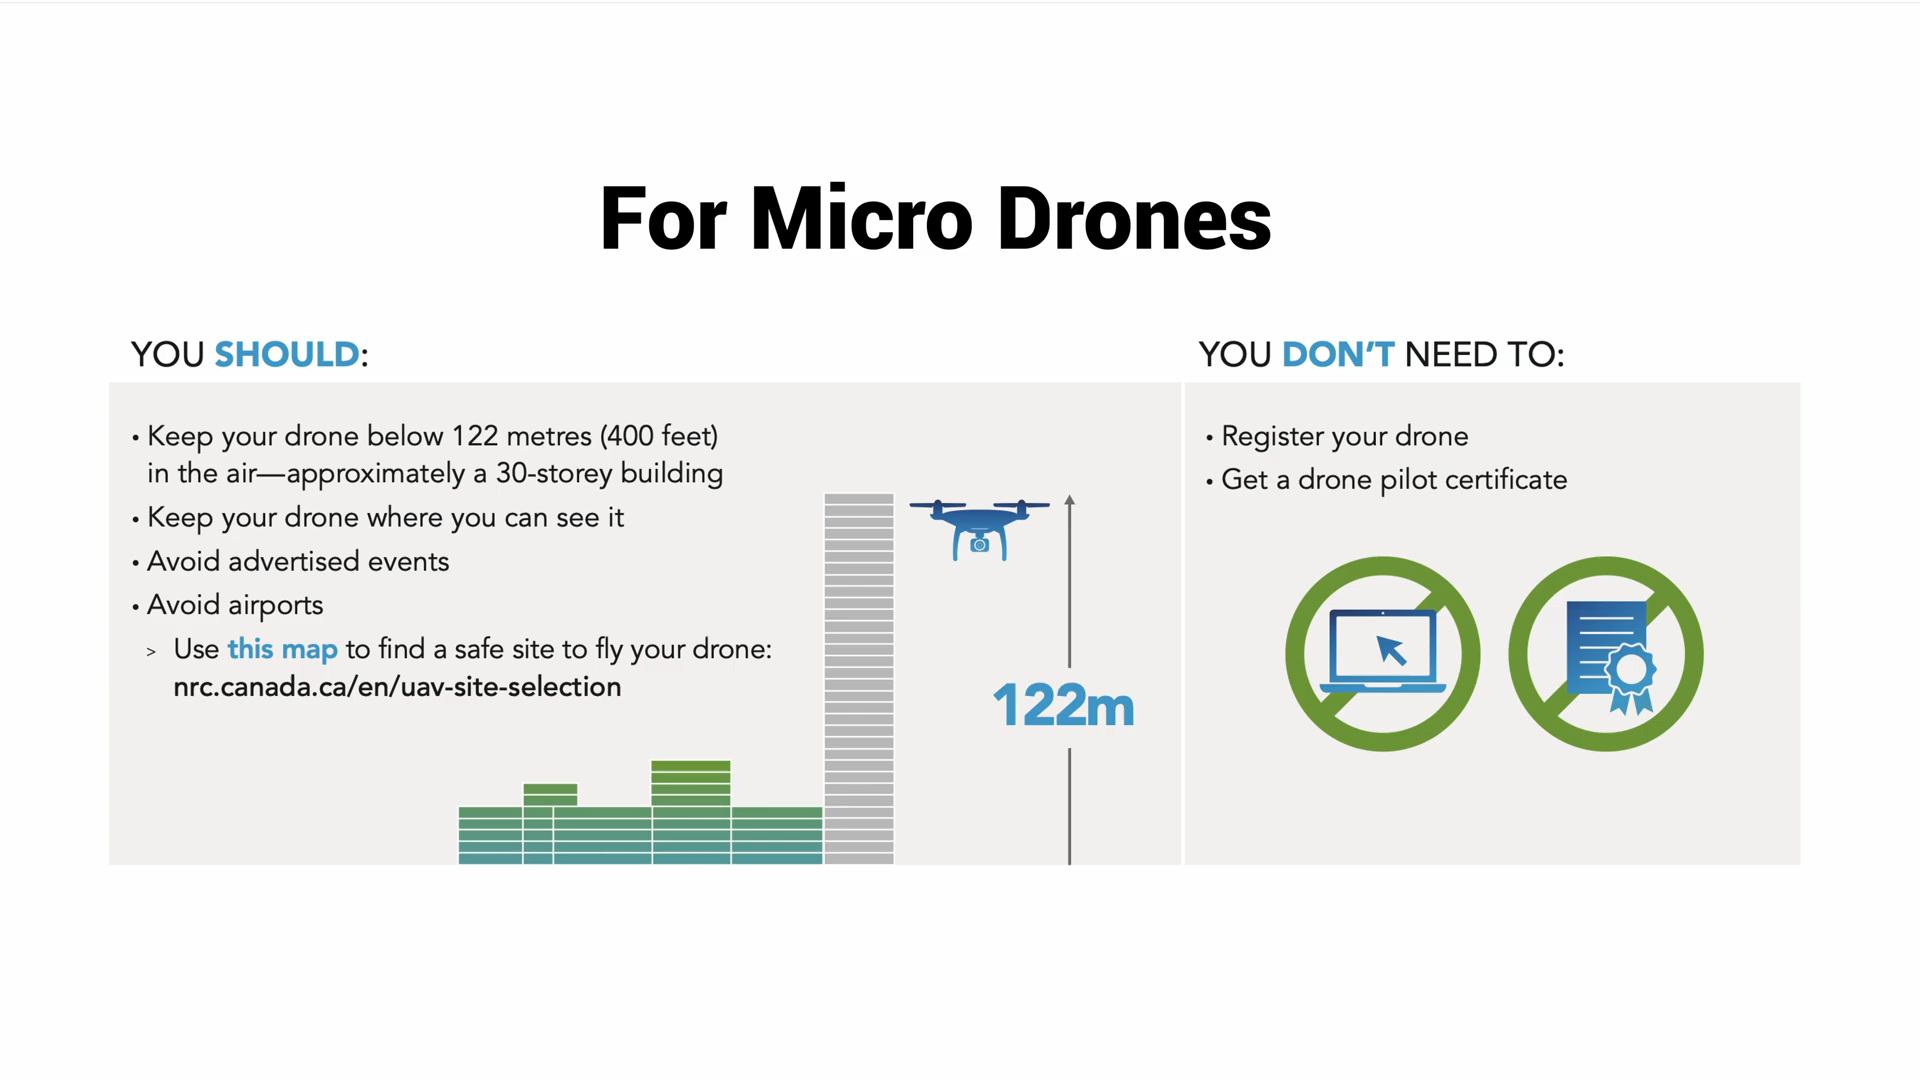 For Micro Drones
YOU SHOULD:
• Keep your drone below 122 metres (400 feet)
in the air—approximately a 30-storey building
• Keep your drone where you can see it
• Avoid advertised events
• Avoid airports
> Use this map to find a safe site to fly your drone:
nrc.canada.ca/en/uav-site-selection
122m
YOU DON'T NEED TO:
• Register your drone
• Get a drone pilot certificate